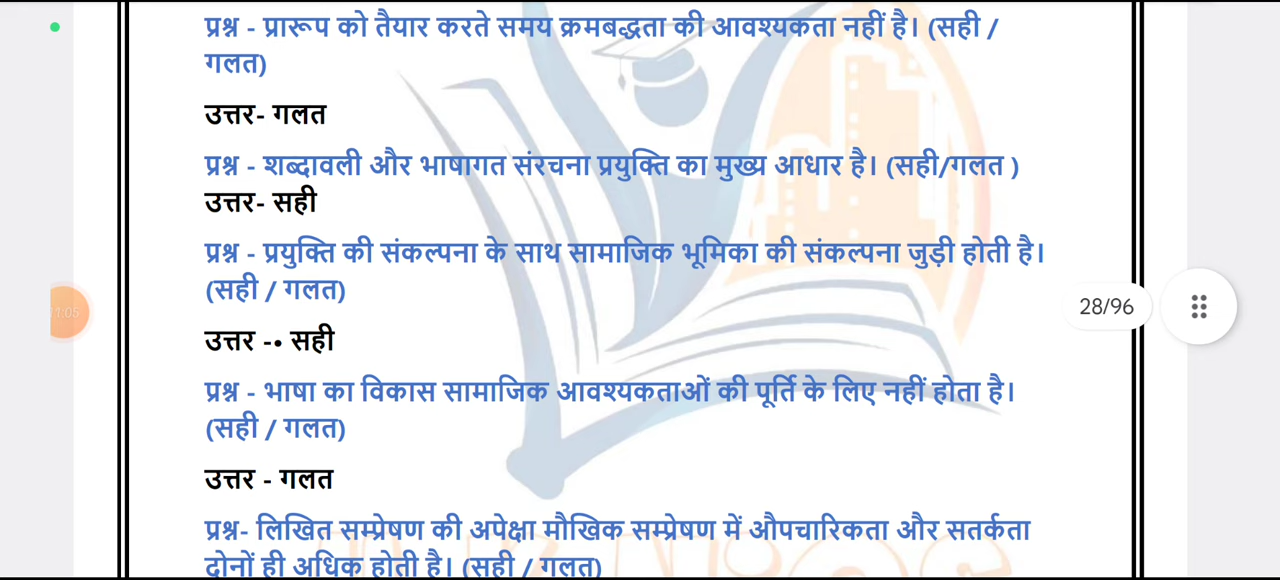 प्रश्न - प्रारूप को तैयार करते समय क्रमबद्धता की आवश्यकता नहीं है। (सही /
गलत)
उत्तर- गलत
प्रश्न - शब्दावली और भाषागत संरचना प्रयुक्ति का मुख्य आधार है। (सही/गलत )
उत्तर- सही
प्रश्न - प्रयुक्ति की संकल्पना के साथ सामाजिक भूमिका की संकल्पना जुड़ी होती है।
(सही / गलत)
11:05
28/96
उत्तर -• सही
प्रश्न - भाषा का विकास सामाजिक आवश्यकताओं की पूर्ति के लिए नहीं होता है।
(सही / गलत)
उत्तर - गलत
प्रश्न- लिखित सम्प्रेषण की अपेक्षा मौखिक सम्प्रेषण में औपचारिकता और सतर्कता
दोनों ही अधिक होती है। (सही / गलत)